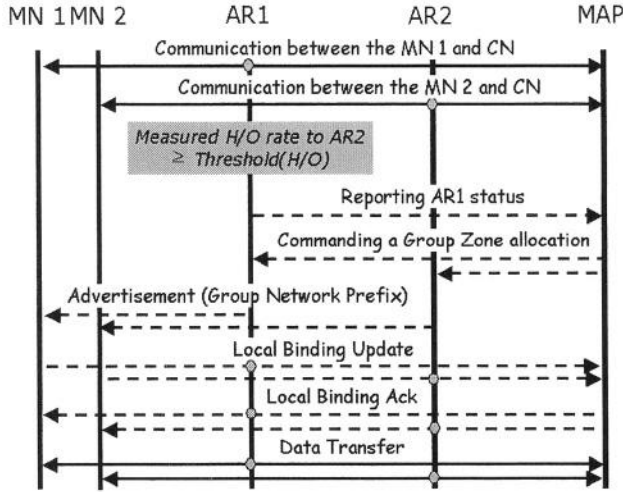 MN 1 MN 2 AR1 AR2 MAP
Communication between the MN 1 and CN
Communication between the MN 2 and CN
Measured H/O rate to AR2
≥ Threshold(H/O)
Reporting AR1 status
Commanding a Group Zone allocation
Advertisement (Group Network Prefix)
Local Binding Update
Local Binding Ack
Data Transfer